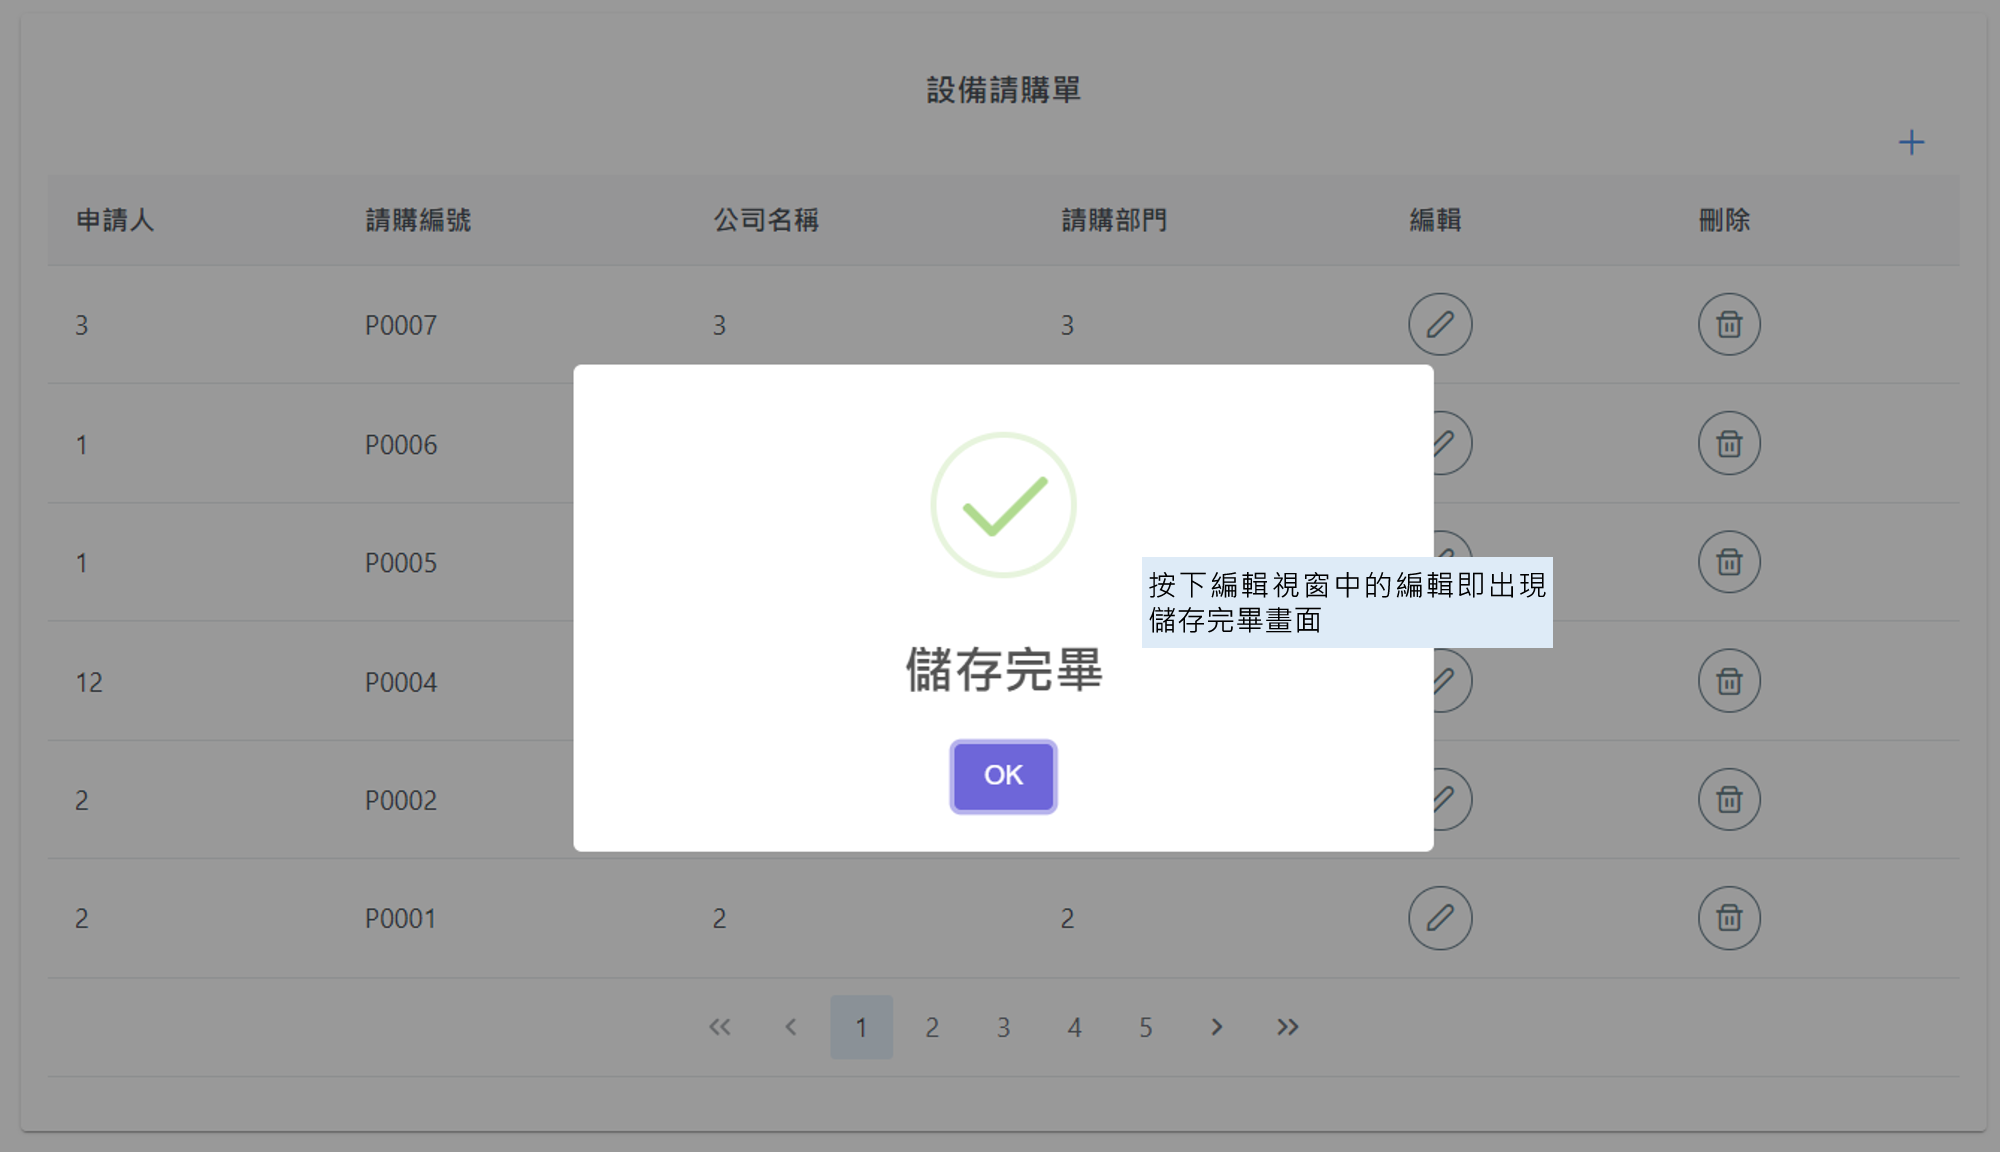 設備請購單
申請人 請購編號 公司名稱 請購部門 編輯 刪除
3 P0007 3 3
1 P0006
1 P0005
按下編輯視窗中的編輯即出現
儲存完畢畫面
儲存完畢
12 P0004
OK
2 P0002
2 P0001 2 2
1 2 3 4 5